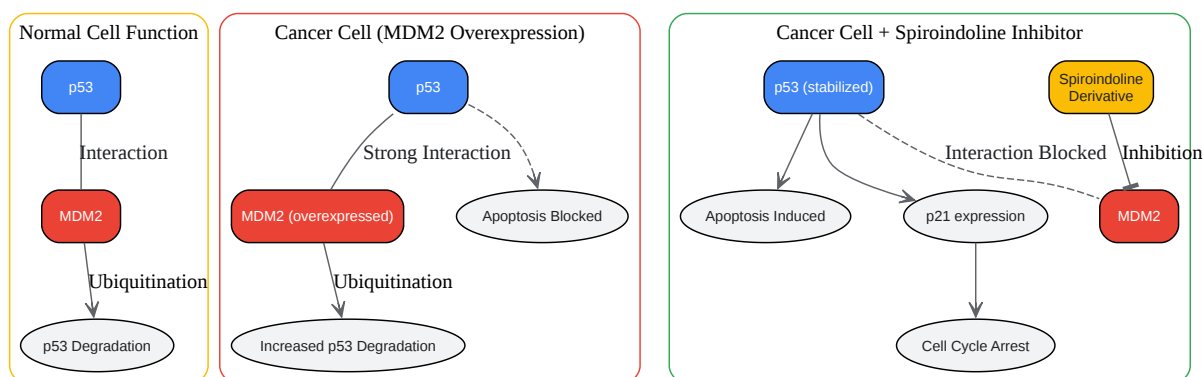 Normal Cell Function
p53
Interaction
MDM2
Ubiquitination
p53 Degradation
Cancer Cell (MDM2 Overexpression)
p53
Strong Interaction
MDM2 (overexpressed)
Apoptosis Blocked
Ubiquitination
Increased p53 Degradation
Cancer Cell + Spiroindoline Inhibitor
p53 (stabilized)
Spiroindoline
Derivative
Interaction Blocked
Inhibition
Apoptosis Induced
p21 expression
MDM2
Cell Cycle Arrest